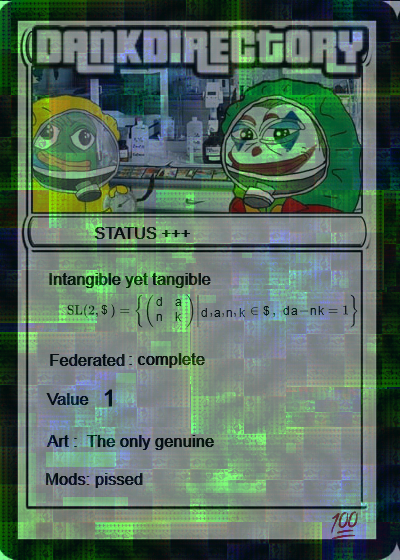 DANKDIRECTORY
STATUS +++
Intangible yet tangible
SL(2, $) = { ( d a n k ) | d,a,n,k ∈ $ , da−nk = 1 }
Federated : complete
Value 1
Art : The only genuine
Mods: pissed
100